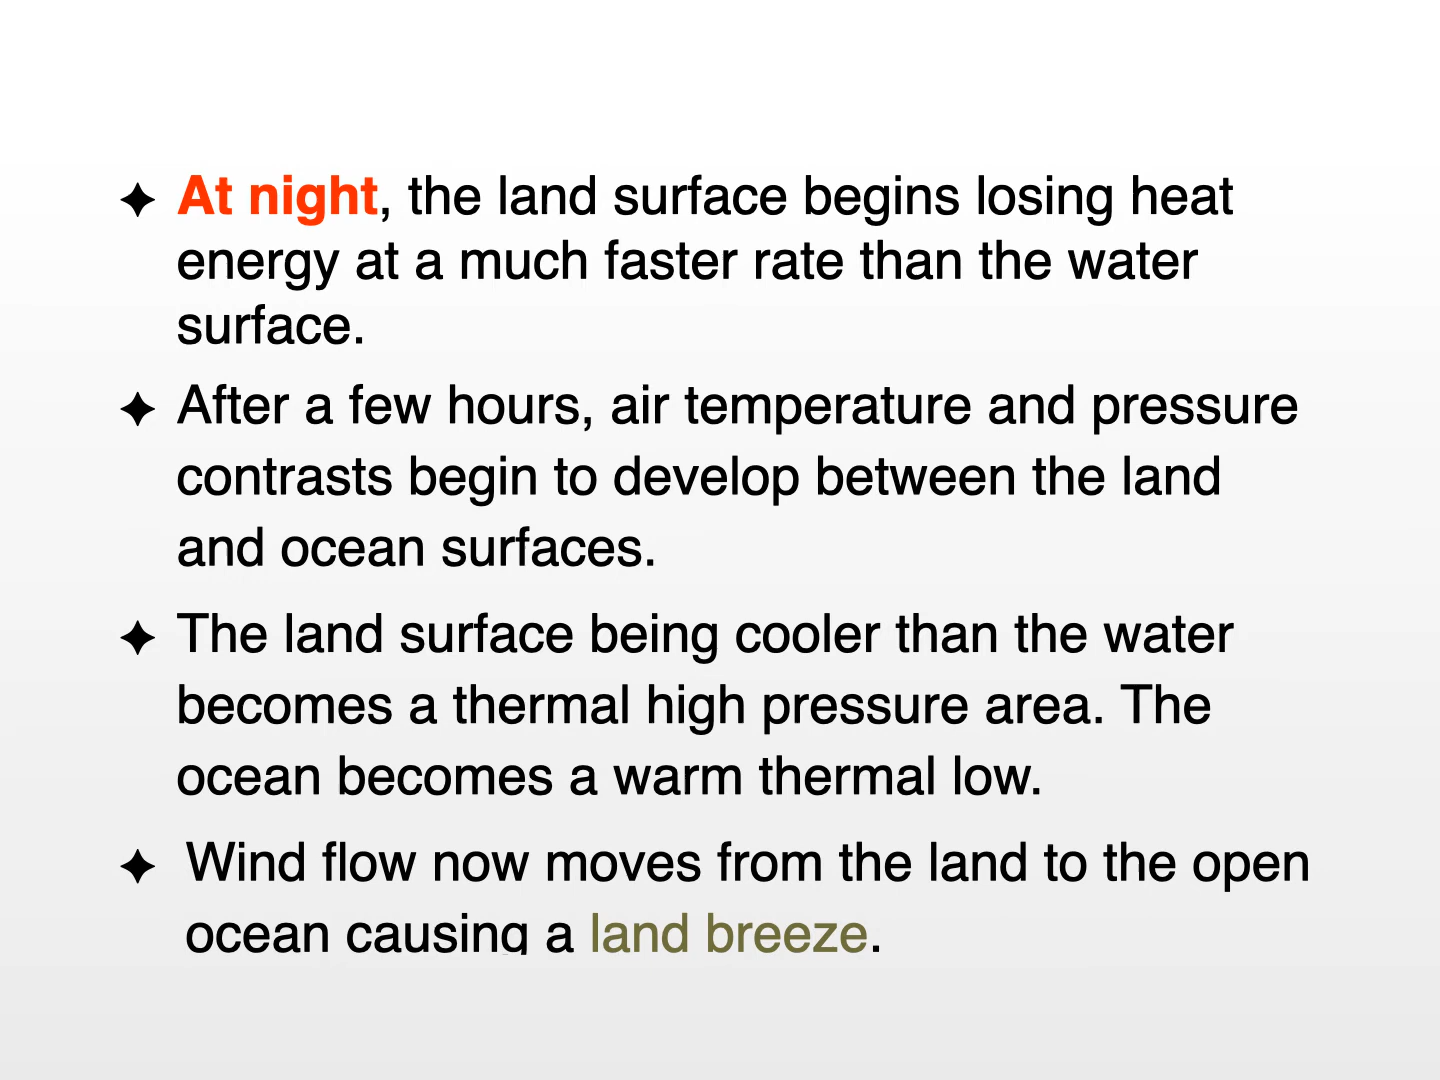 ✦ At night, the land surface begins losing heat
energy at a much faster rate than the water
surface.
✦ After a few hours, air temperature and pressure
contrasts begin to develop between the land
and ocean surfaces.
✦ The land surface being cooler than the water
becomes a thermal high pressure area. The
ocean becomes a warm thermal low.
✦ Wind flow now moves from the land to the open
ocean causing a land breeze.